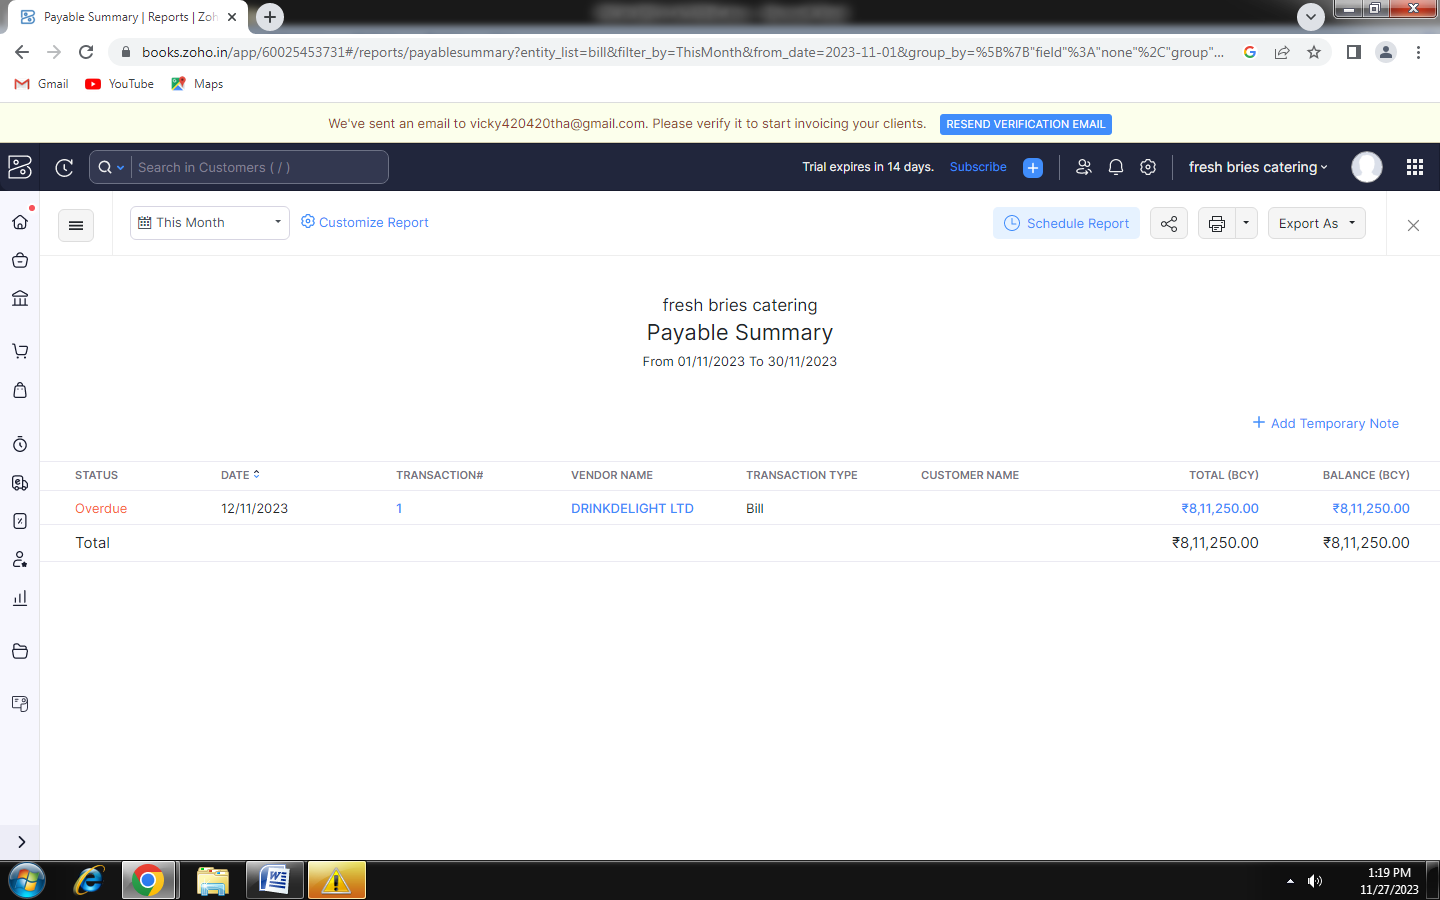 Payable Summary | Reports | Zoh
books.zoho.in/app/60025453731#/reports/payablesummary?entity_list=bill&filter_by=ThisMonth&from_date=2023-11-01&group_by=%5B%7B"field"%3A"none"%2C"group"...
Gmail YouTube Maps
We've sent an email to vicky420420tha@gmail.com. Please verify it to start invoicing your clients. RESEND VERIFICATION EMAIL
Search in Customers ( / ) Trial expires in 14 days. Subscribe fresh bries catering
This Month Customize Report Schedule Report Export As
fresh bries catering
Payable Summary
From 01/11/2023 To 30/11/2023
Add Temporary Note
STATUS DATE TRANSACTION# VENDOR NAME TRANSACTION TYPE CUSTOMER NAME TOTAL (BCY) BALANCE (BCY)
Overdue 12/11/2023 1 DRINKDELIGHT LTD Bill ₹8,11,250.00 ₹8,11,250.00
Total ₹8,11,250.00 ₹8,11,250.00
1:19 PM
11/27/2023